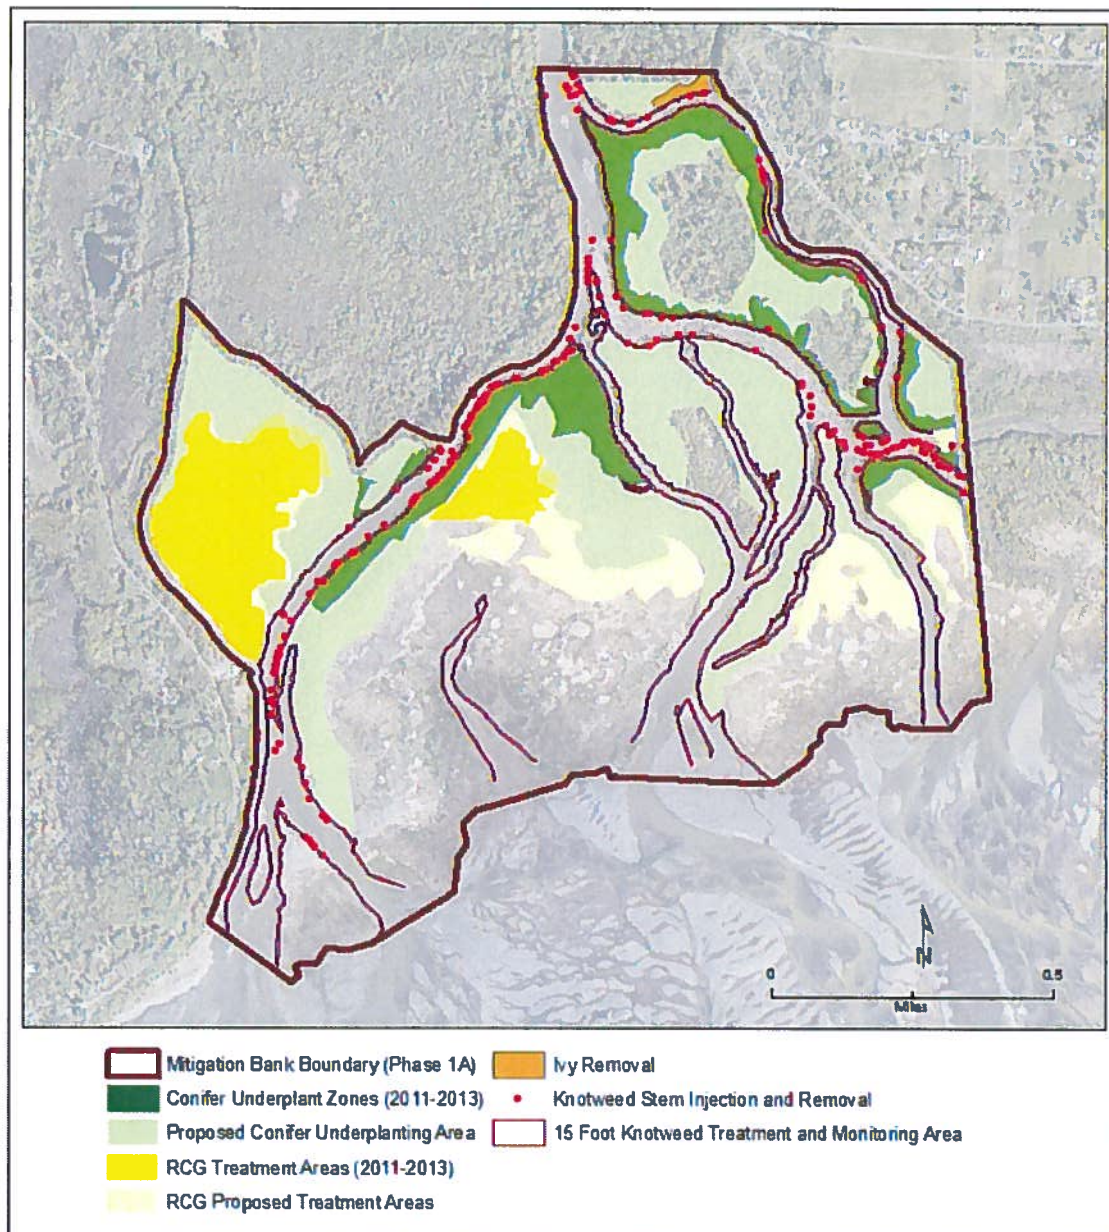 N
0 0.5
Miles
Mitigation Bank Boundary (Phase 1A)
Ivy Removal
Conifer Underplant Zones (2011-2013)
Knotweed Stem Injection and Removal
Proposed Conifer Underplanting Area
15 Foot Knotweed Treatment and Monitoring Area
RCG Treatment Areas (2011-2013)
RCG Proposed Treatment Areas